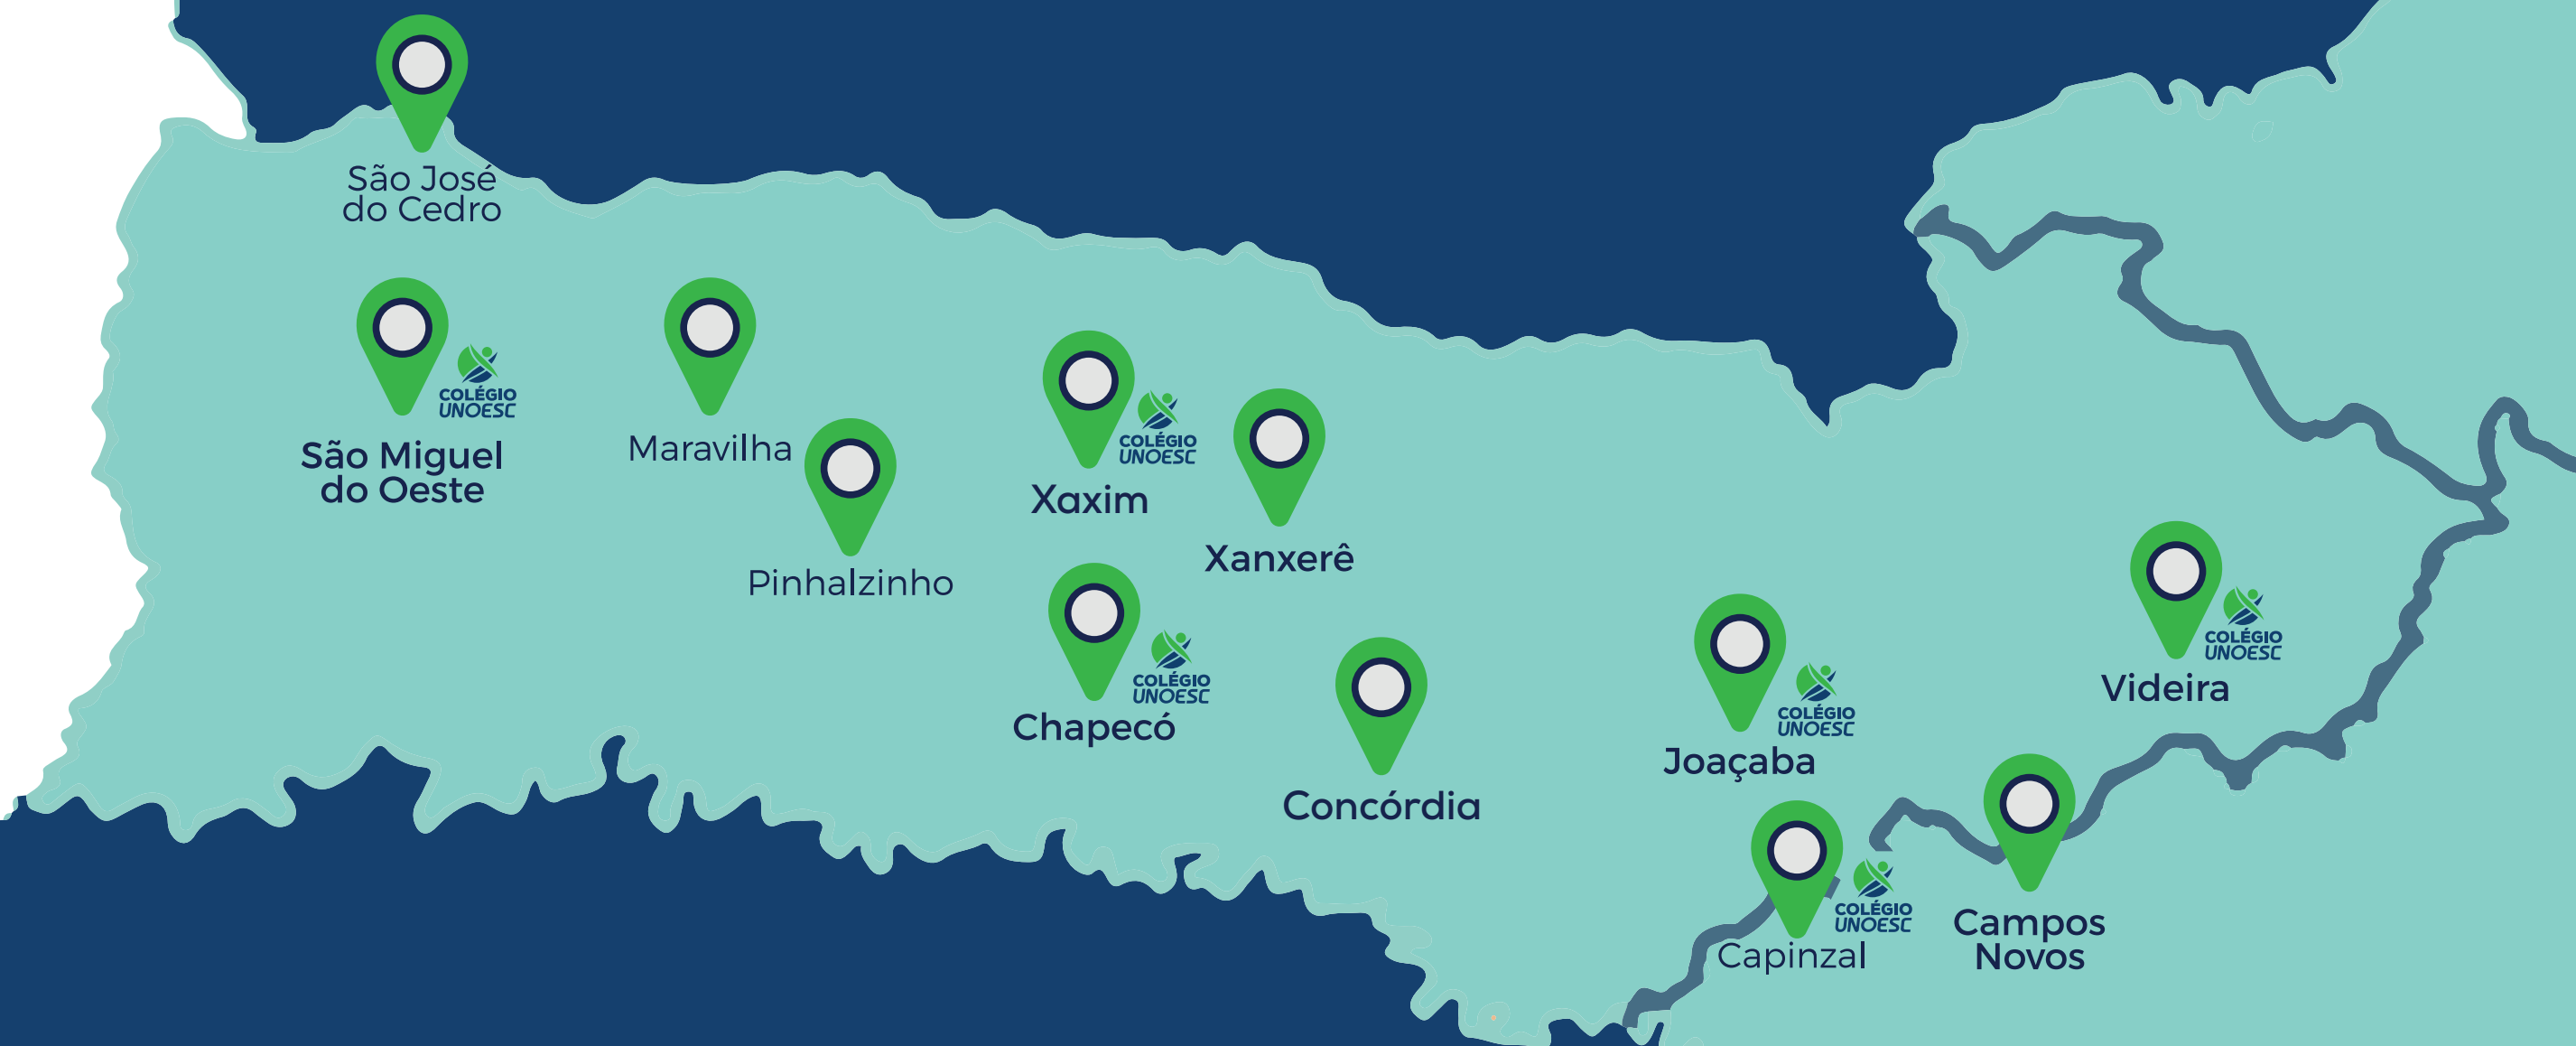 São José
do Cedro
COLÉGIO
UNOESC
São Miguel
do Oeste
Maravilha
Pinhalzinho
COLÉGIO
UNOESC
Xaxim
Xanxerê
COLÉGIO
UNOESC
Chapecó
Concórdia
COLÉGIO
UNOESC
Joaçaba
COLÉGIO
UNOESC
Videira
COLÉGIO
UNOESC
Capinzal
Campos
Novos